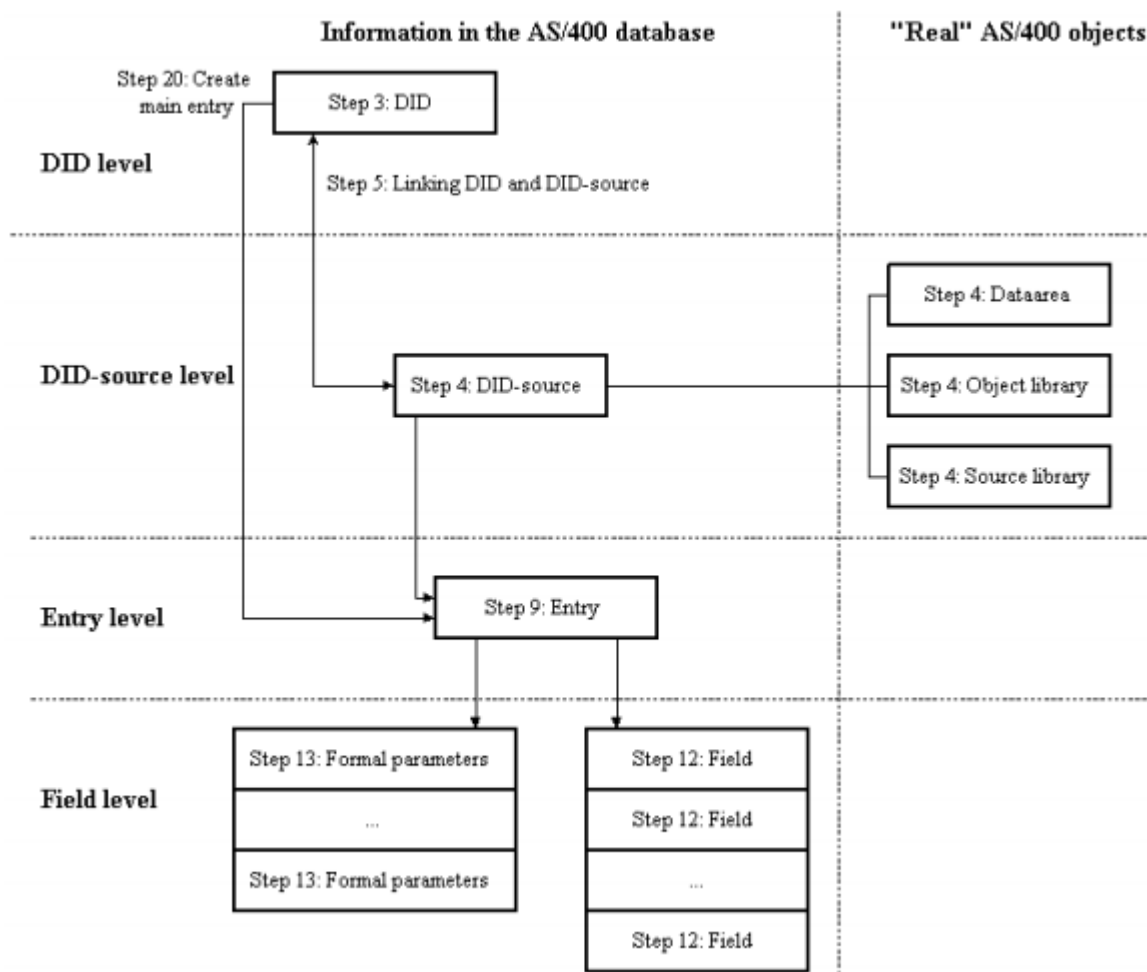 Information in the AS/400 database
"Real" AS/400 objects
Step 20: Create
main entry
Step 3: DID
DID level
Step 5: Linking DID and DID-source
Step 4: Dataarea
DID-source level
Step 4: DID-source
Step 4: Object library
Step 4: Source library
Step 9: Entry
Entry level
Step 13: Formal parameters
Step 12: Field
Field level
...
Step 12: Field
Step 13: Formal parameters
...
Step 12: Field